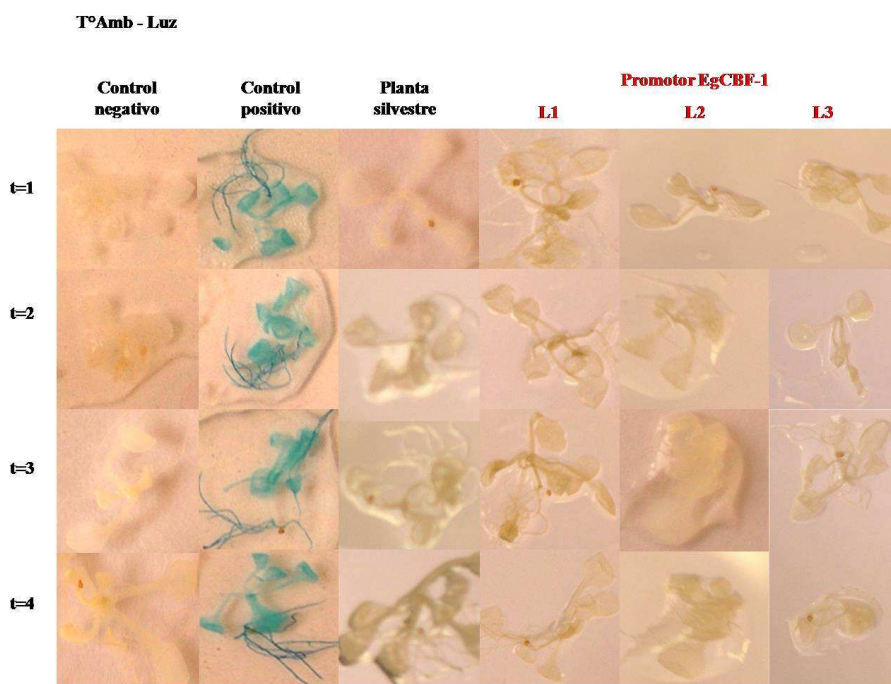 T°Amb - Luz
Control negativo
Control positivo
Planta silvestre
Promotor EgCBF-1
L1
L2
L3
t=1
t=2
t=3
t=4